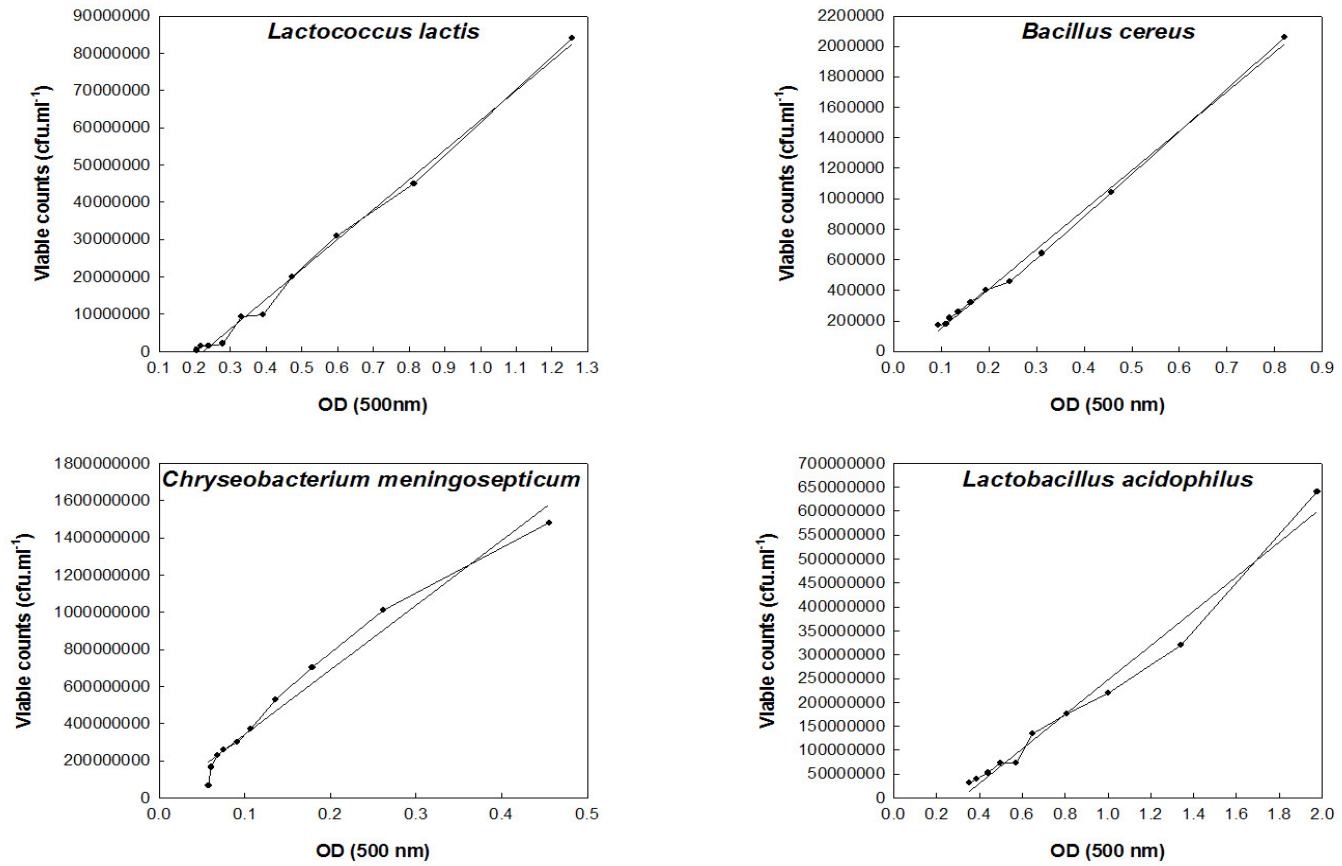 Lactococcus lactis
90000000
80000000
70000000
60000000
50000000
40000000
30000000
20000000
10000000
0
0.1 0.2 0.3 0.4 0.5 0.6 0.7 0.8 0.9 1.0 1.1 1.2 1.3
Viable counts (cfu.ml-1)
OD (500nm)
Bacillus cereus
2200000
2000000
1800000
1600000
1400000
1200000
1000000
800000
600000
400000
200000
0
0.0 0.1 0.2 0.3 0.4 0.5 0.6 0.7 0.8 0.9
Viable counts (cfu.ml-1)
OD (500 nm)
Chryseobacterium meningosepticum
1800000000
1600000000
1400000000
1200000000
1000000000
800000000
600000000
400000000
200000000
0
0.0 0.1 0.2 0.3 0.4 0.5
Viable counts (cfu.ml-1)
OD (500 nm)
Lactobacillus acidophilus
700000000
650000000
600000000
550000000
500000000
450000000
400000000
350000000
300000000
250000000
200000000
150000000
100000000
50000000
0
0.0 0.2 0.4 0.6 0.8 1.0 1.2 1.4 1.6 1.8 2.0
Viable counts (cfu.ml-1)
OD (500 nm)